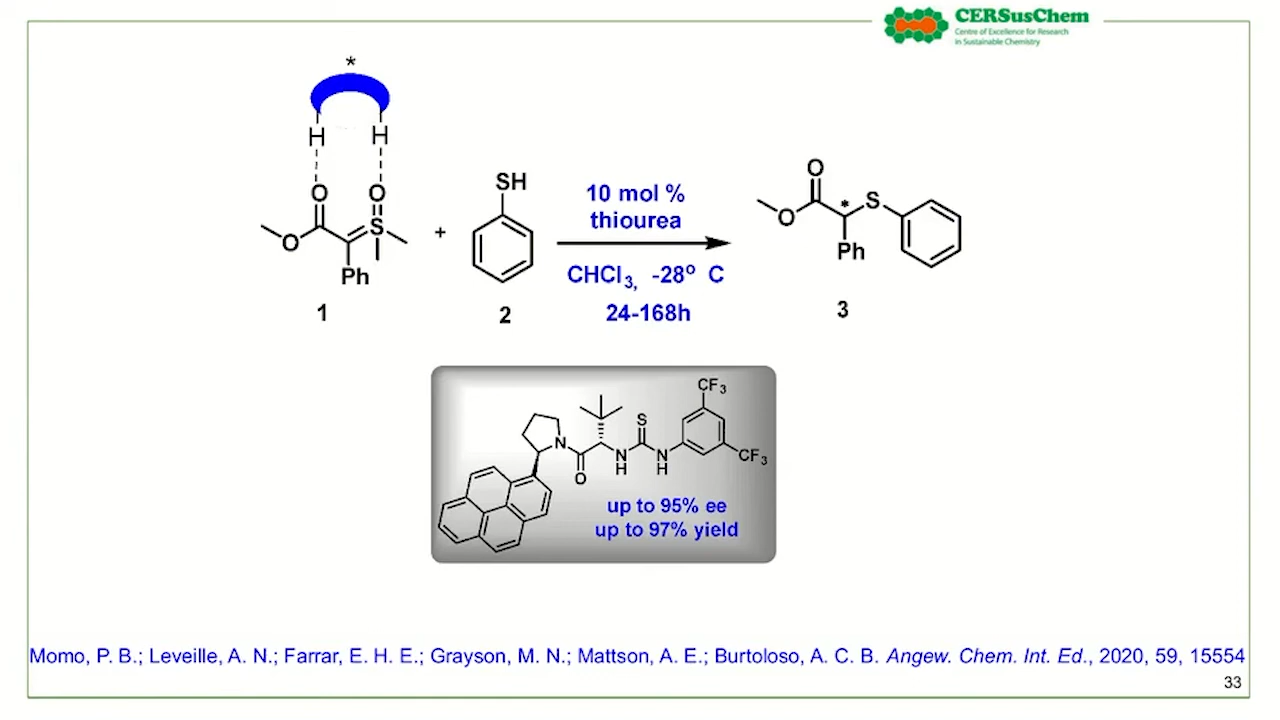 CERSusChem
Centre of Excellence for Research
in Sustainable Chemistry
*
H H
O O
O S
Ph
1
+
SH
2
10 mol %
thiourea
CHCl3, -28º C
24-168h
O
O * S
Ph
3
CF3
S
N
O N N CF3
H H
up to 95% ee
up to 97% yield
Momo, P. B.; Leveille, A. N.; Farrar, E. H. E.; Grayson, M. N.; Mattson, A. E.; Burtoloso, A. C. B. Angew. Chem. Int. Ed., 2020, 59, 15554
33